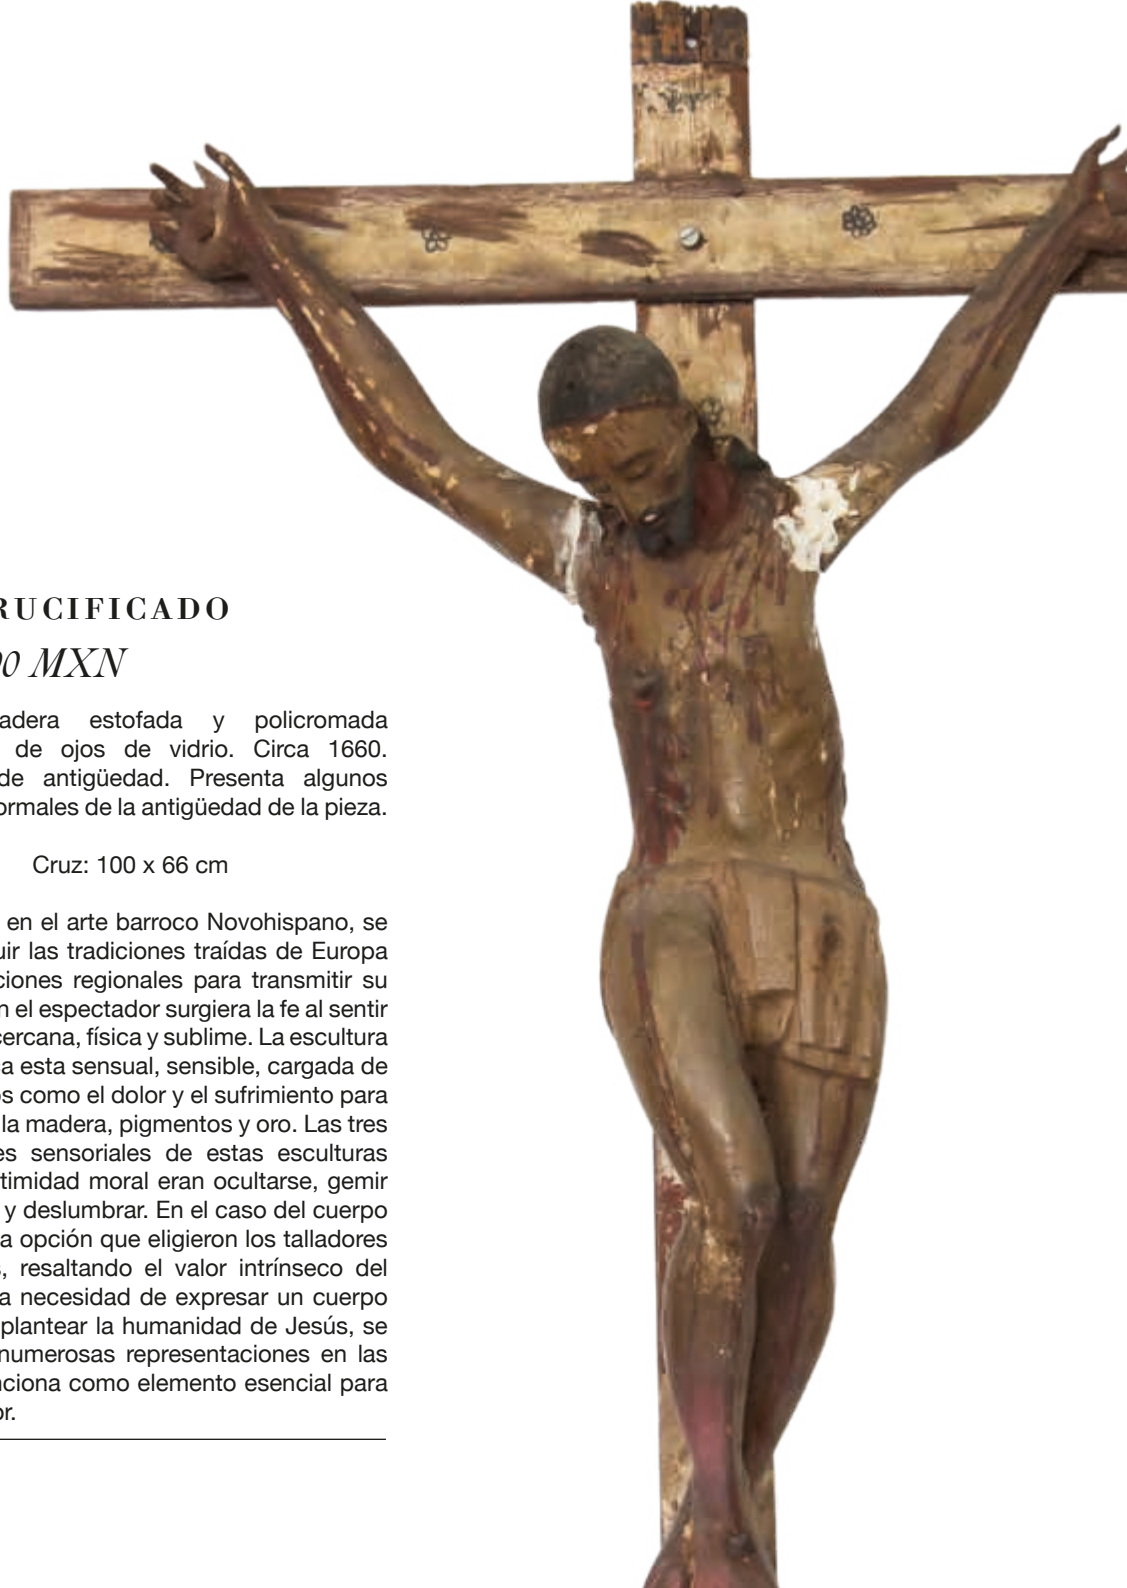 RUCIFICADO
00 MXN
adera estofada y policromada
de ojos de vidrio. Circa 1660.
de antigüedad. Presenta algunos
ormales de la antigüedad de la pieza.
Cruz: 100 x 66 cm
en el arte barroco Novohispano, se
uir las tradiciones traídas de Europa
ciones regionales para transmitir su
n el espectador surgiera la fe al sentir
cercana, física y sublime. La escultura
a esta sensual, sensible, cargada de
os como el dolor y el sufrimiento para
la madera, pigmentos y oro. Las tres
es sensoriales de estas esculturas
timidad moral eran ocultarse, gemir
y deslumbrar. En el caso del cuerpo
a opción que eligieron los talladores
, resaltando el valor intrínseco del
a necesidad de expresar un cuerpo
plantear la humanidad de Jesús, se
numerosas representaciones en las
nciona como elemento esencial para
or.